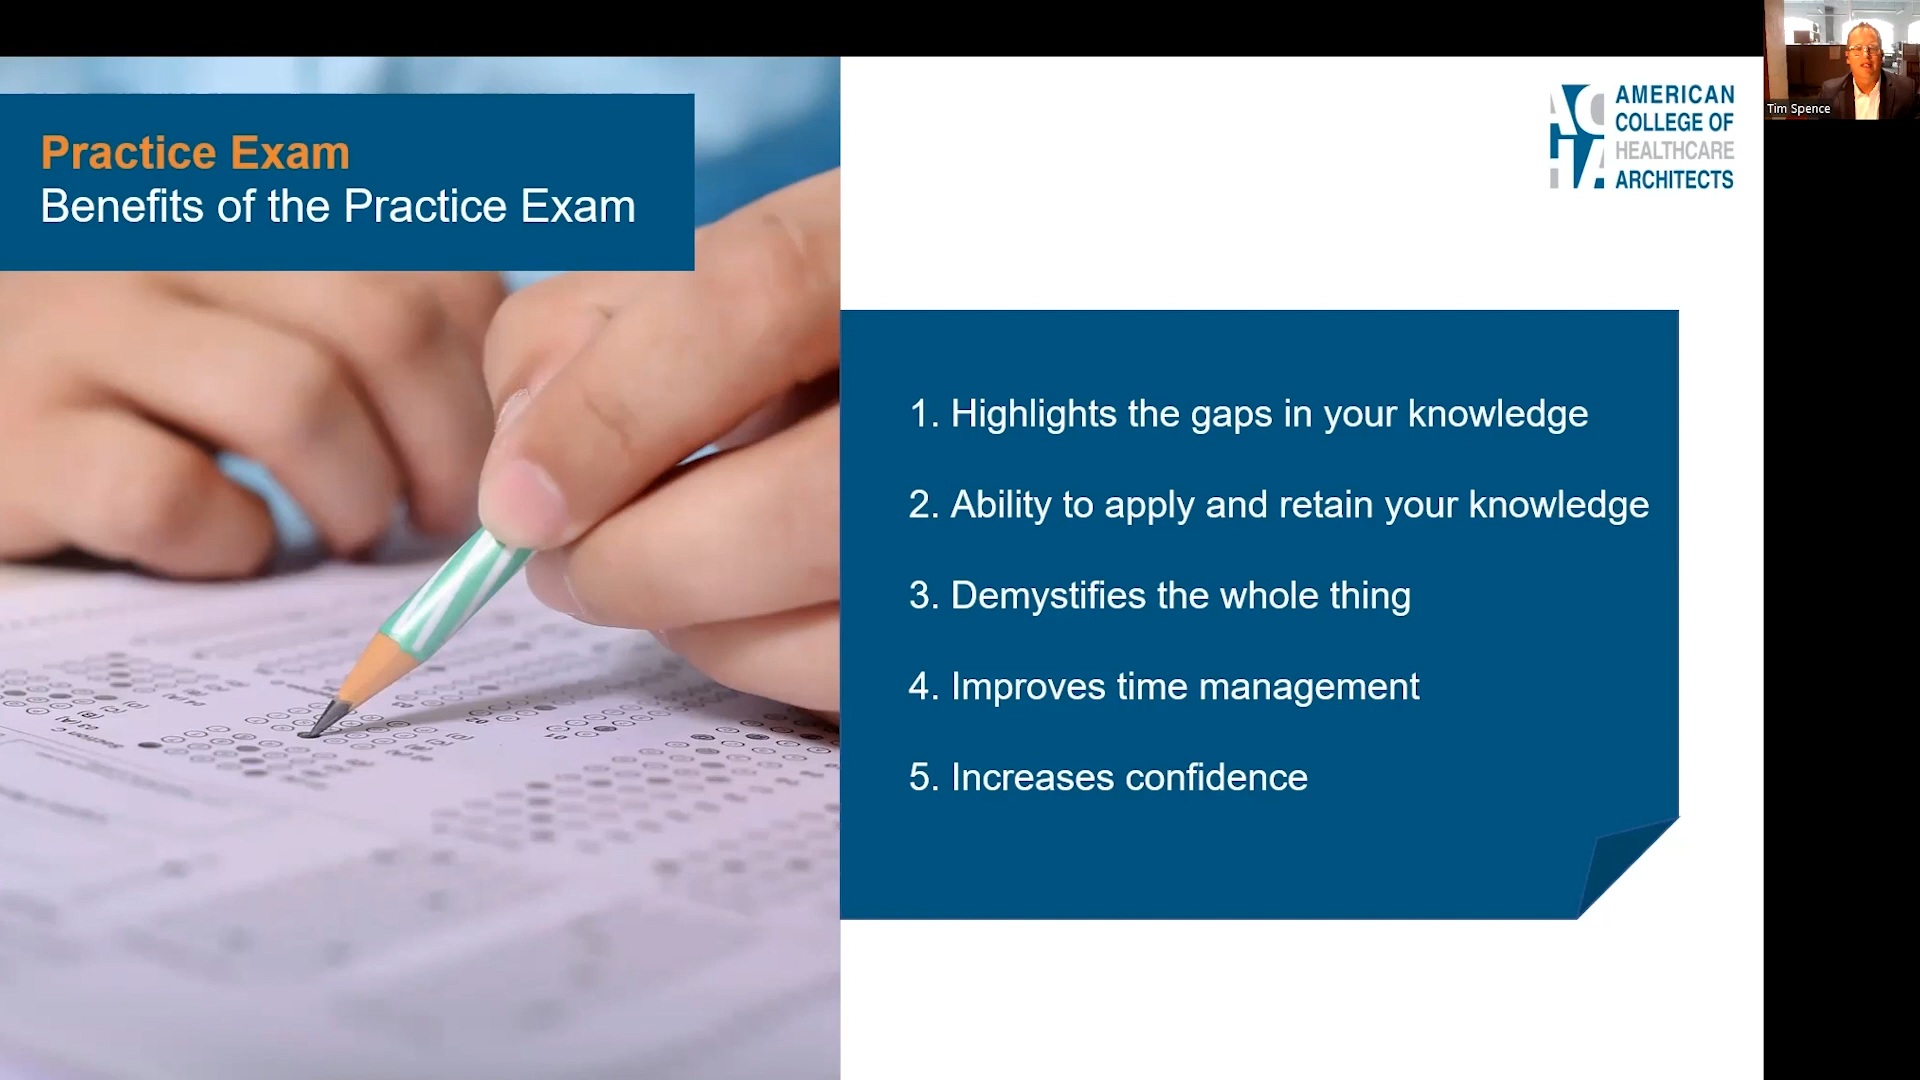 Practice Exam
Benefits of the Practice Exam
ACHA
AMERICAN
COLLEGE OF
HEALTHCARE
ARCHITECTS
Tim Spence
1. Highlights the gaps in your knowledge
2. Ability to apply and retain your knowledge
3. Demystifies the whole thing
4. Improves time management
5. Increases confidence